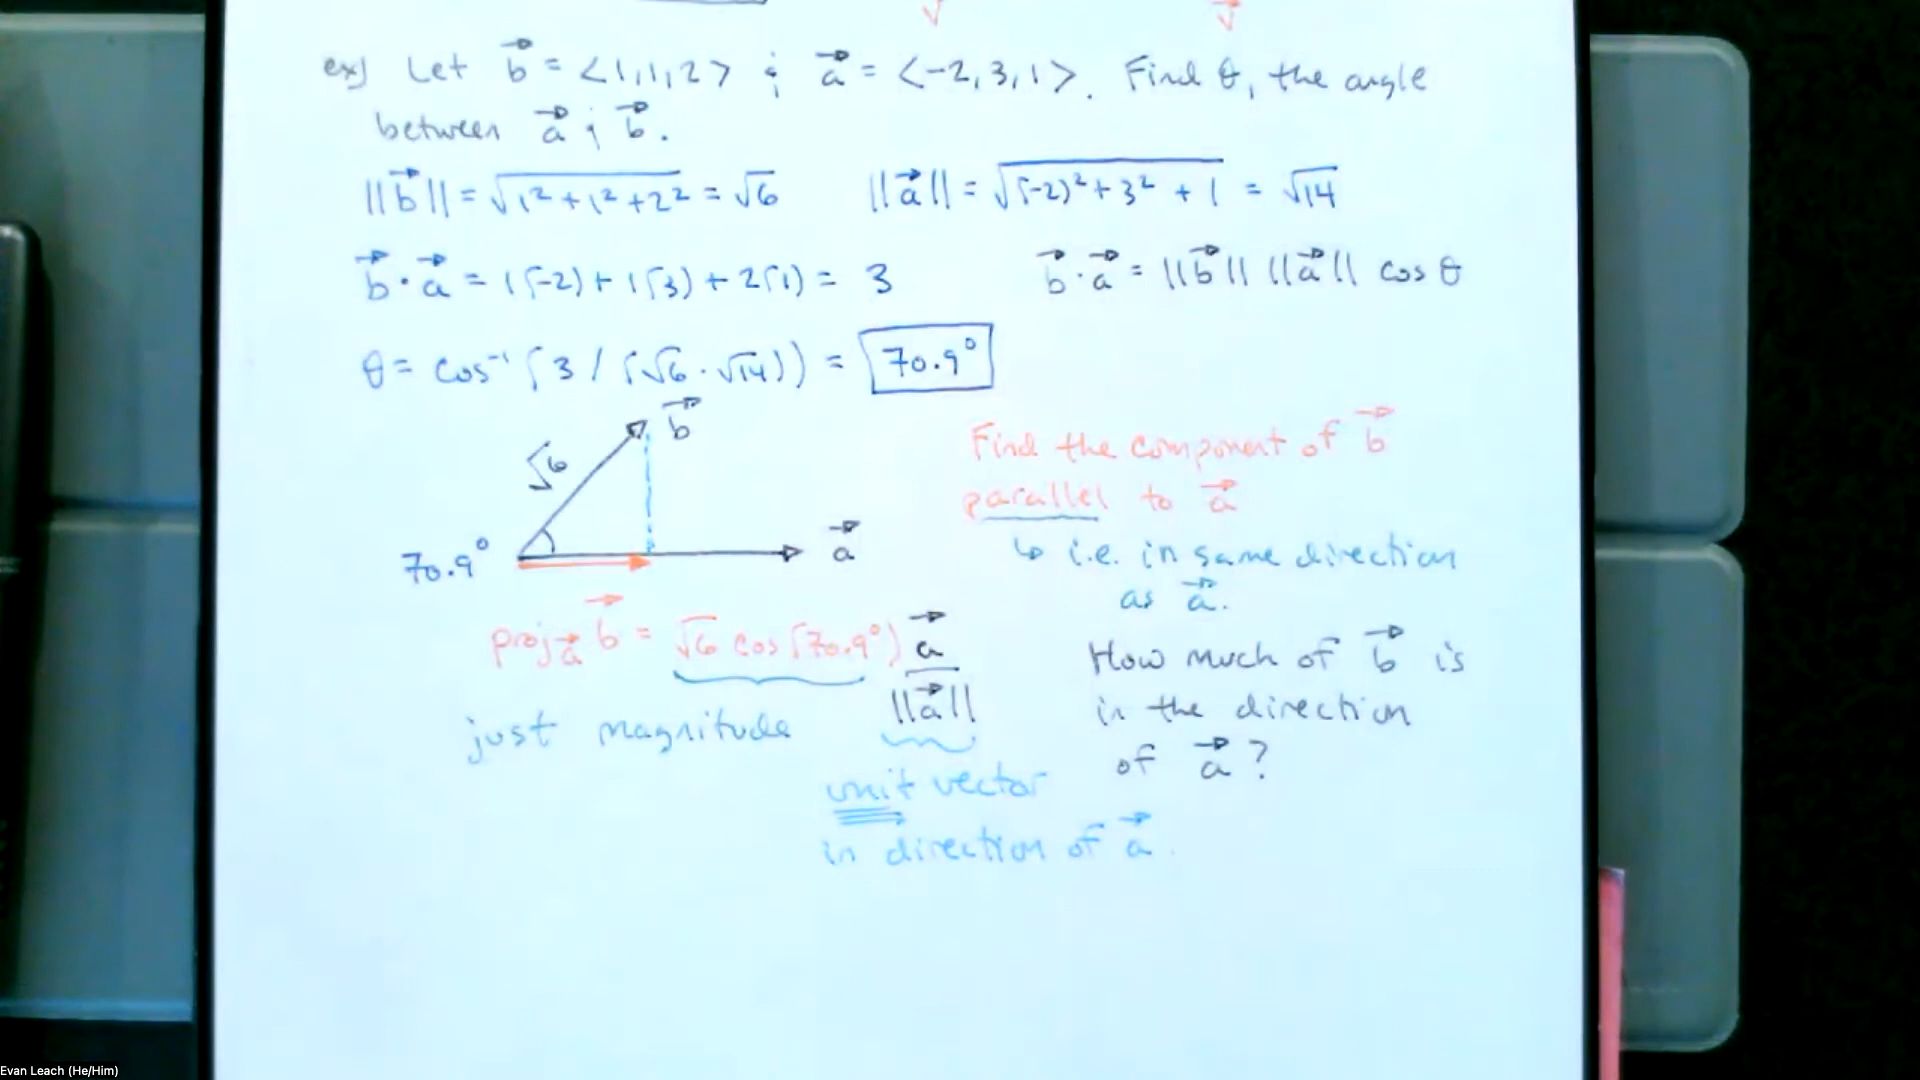 ex) Let b⃗ = <1,1,2> & a⃗ = <-2,3,1>. Find θ, the angle
between a⃗ & b⃗.
||b⃗|| = √(1²+1²+2²) = √6 ||a⃗|| = √((-2)²+3²+1) = √14
b⃗·a⃗ = 1(-2)+1(3)+2(1) = 3 b⃗·a⃗ = ||b⃗|| ||a⃗|| cos θ
θ = cos⁻¹(3/(√6·√14)) = 70.9°
√6 b⃗
70.9° a⃗
Find the component of b⃗
parallel to a⃗
↳ i.e. in same direction
as a⃗.
proj_a⃗ b⃗ = √6 cos(70.9°) a⃗/||a⃗||
just magnitude
unit vector
in direction of a⃗.
How much of b⃗ is
in the direction
of a⃗?
Evan Leach (He/Him)